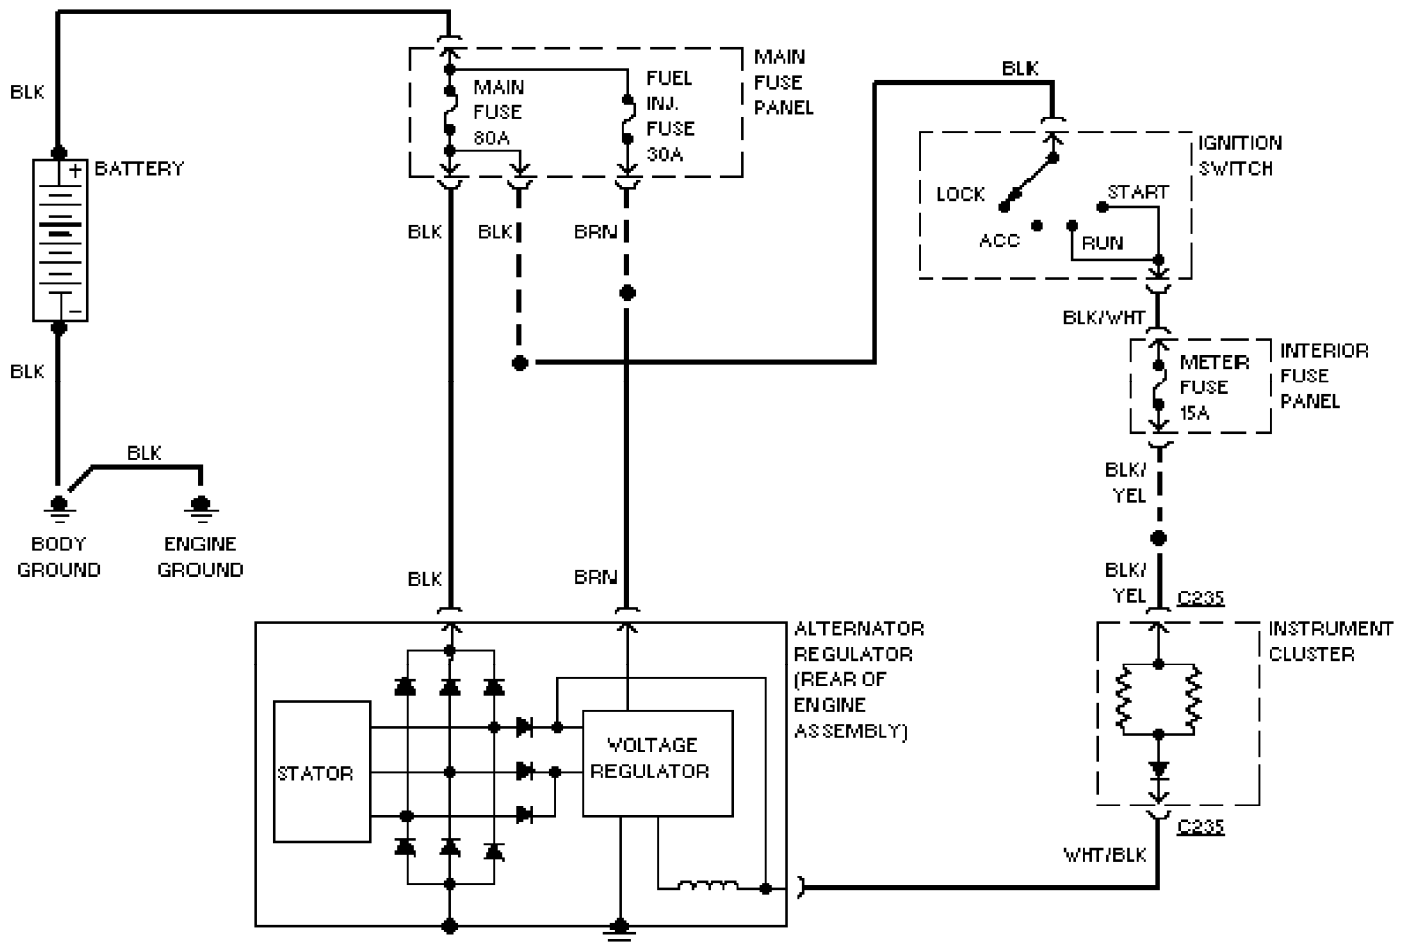 BLK
BATTERY
+
−
BLK
BLK
BODY
GROUND
ENGINE
GROUND
MAIN
FUSE
80A
FUEL
INJ.
FUSE
30A
MAIN
FUSE
PANEL
BLK
BLK
BRN
BLK
BRN
BLK
IGNITION
SWITCH
LOCK
START
ACC
RUN
BLK/WHT
METER
FUSE
15A
INTERIOR
FUSE
PANEL
BLK/
YEL
BLK/
YEL
C235
INSTRUMENT
CLUSTER
C235
WHT/BLK
ALTERNATOR
REGULATOR
(REAR OF
ENGINE
ASSEMBLY)
STATOR
VOLTAGE
REGULATOR